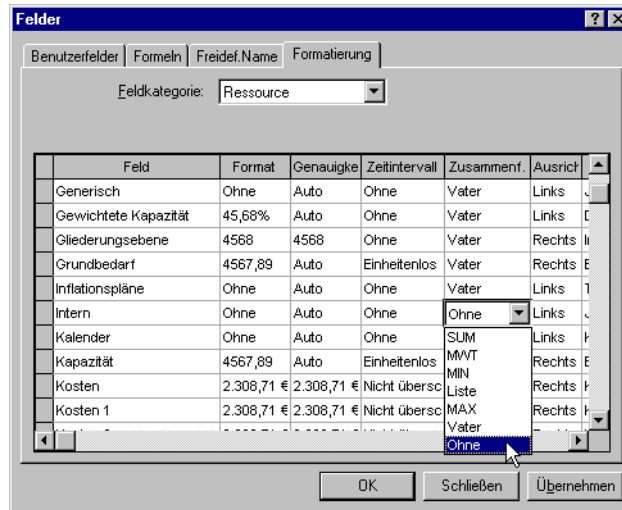 Felder
Benutzerfelder Formeln Freidef.Name Formatierung
Feldkategorie: Ressource
Feld Format Genauigke Zeitintervall Zusammenf. Ausrich
Generisch Ohne Auto Ohne Vater Links
Gewichtete Kapazität 45,68% Auto Ohne Vater Links
Gliederungsebene 4568 4568 Ohne Vater Rechts
Grundbedarf 4567,89 Auto Einheitenlos Vater Rechts
Inflationspläne Ohne Auto Ohne Vater Links
Intern Ohne Auto Ohne Ohne Links
Kalender Ohne Auto Ohne SUM Links
Kapazität 4567,89 Auto Einheitenlos MWT Rechts
MIN
Kosten 2.308,71 € 2.308,71 € Nicht übersc Liste Rechts
Kosten 1 2.308,71 € 2.308,71 € Nicht übersc MAX Rechts
Vater
Ohne
OK Schließen Übernehmen